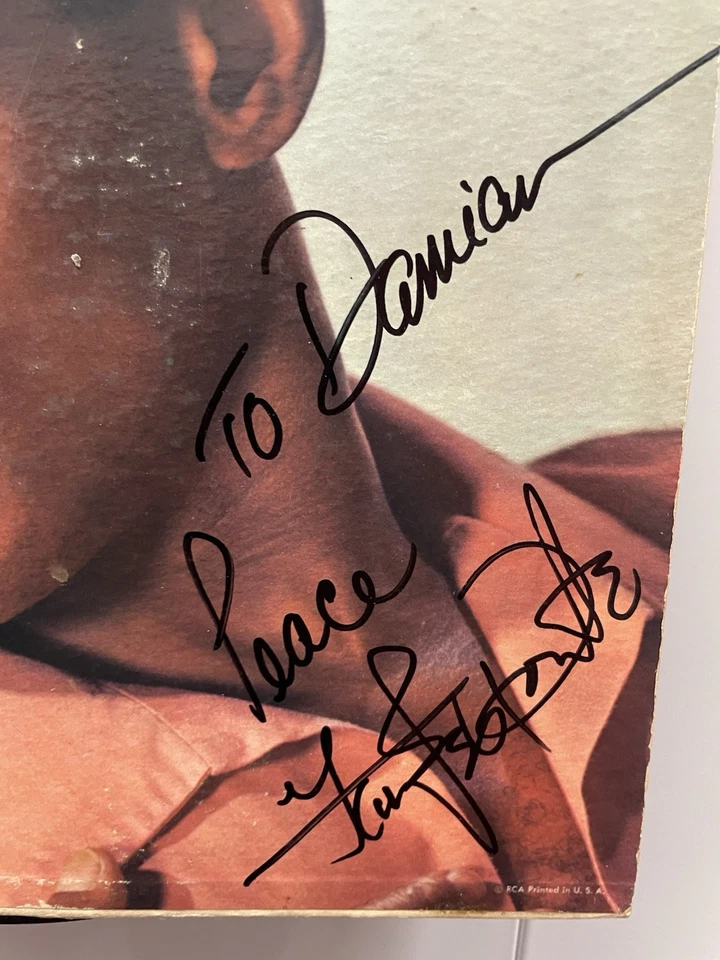 To Damian
Peace
© RCA Printed in U. S. A.